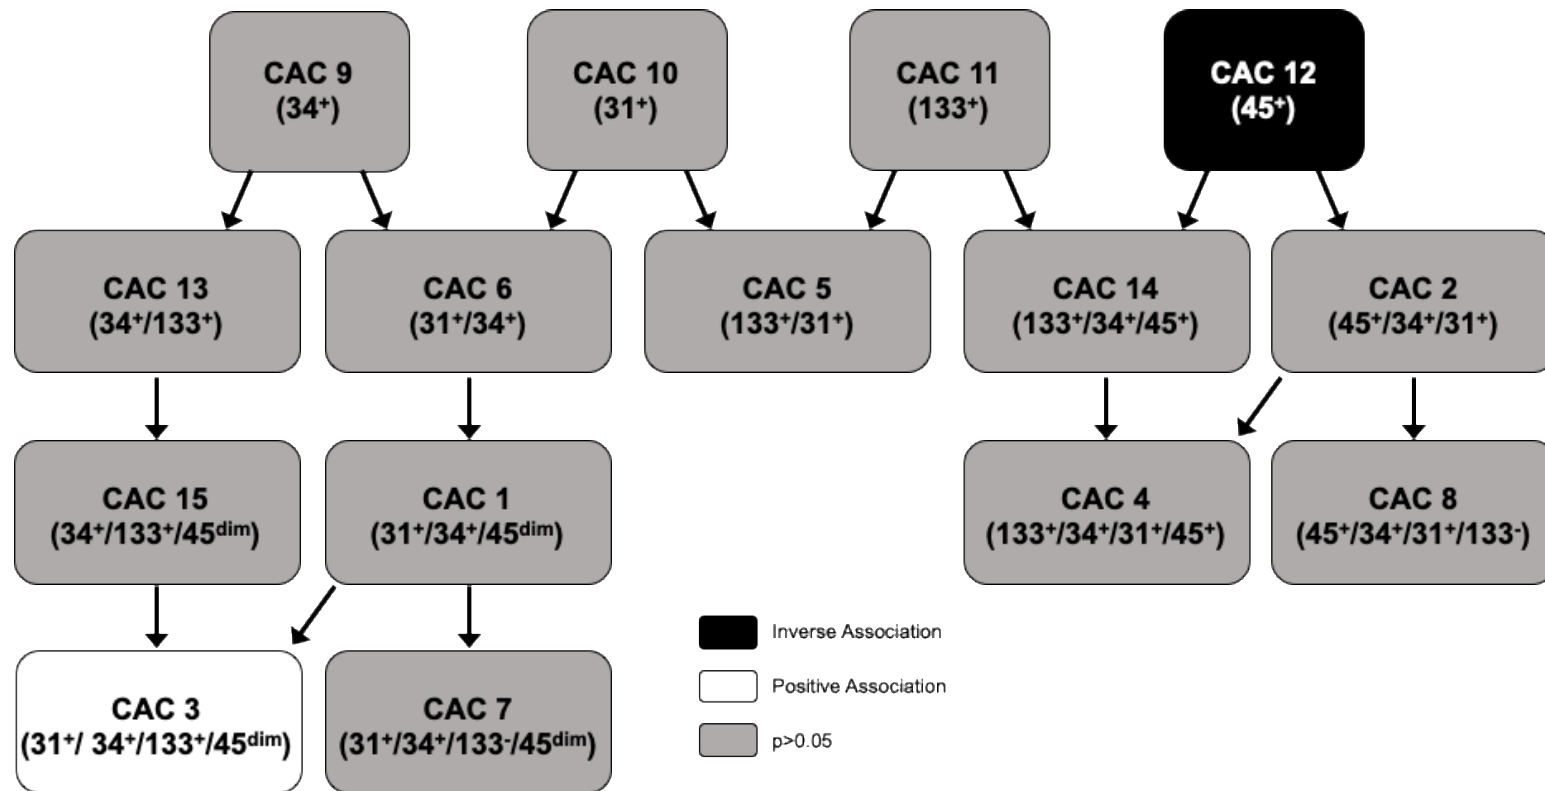 CAC 9
(34⁺)
CAC 10
(31⁺)
CAC 11
(133⁺)
CAC 12
(45⁺)
CAC 13
(34⁺/133⁺)
CAC 6
(31⁺/34⁺)
CAC 5
(133⁺/31⁺)
CAC 14
(133⁺/34⁺/45⁺)
CAC 2
(45⁺/34⁺/31⁺)
CAC 15
(34⁺/133⁺/45ᵈⁱᵐ)
CAC 1
(31⁺/34⁺/45ᵈⁱᵐ)
CAC 4
(133⁺/34⁺/31⁺/45⁺)
CAC 8
(45⁺/34⁺/31⁺/133⁻)
CAC 3
(31⁺/ 34⁺/133⁺/45ᵈⁱᵐ)
CAC 7
(31⁺/34⁺/133⁻/45ᵈⁱᵐ)
Inverse Association
Positive Association
p>0.05